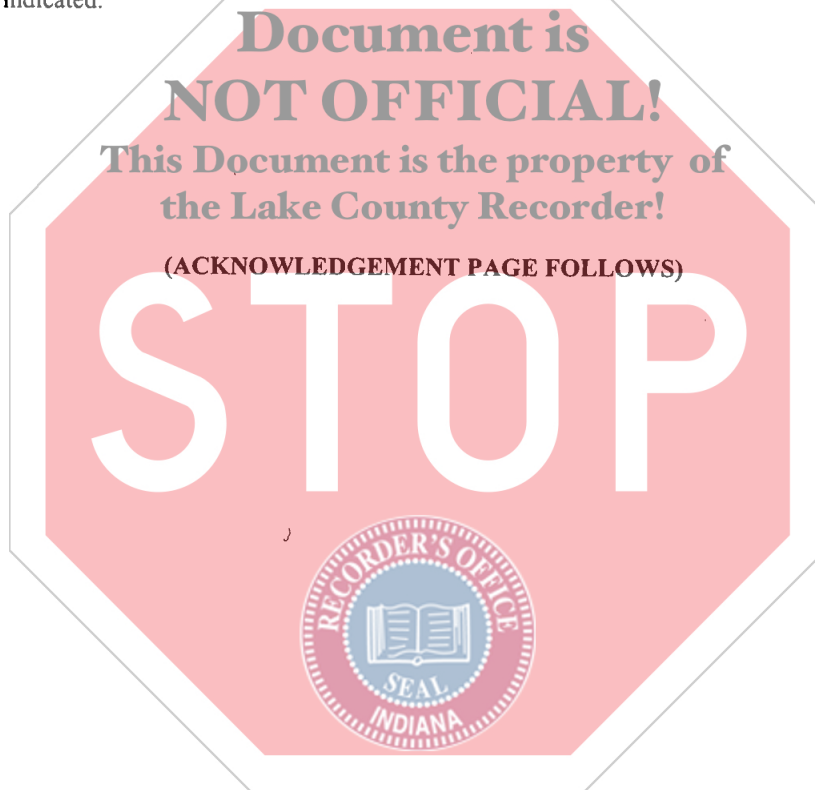 indicated.
Document is
NOT OFFICIAL!
This Document is the property of
the Lake County Recorder!
(ACKNOWLEDGEMENT PAGE FOLLOWS)
STOP
RECORDER'S OFFICE
SEAL
INDIANA